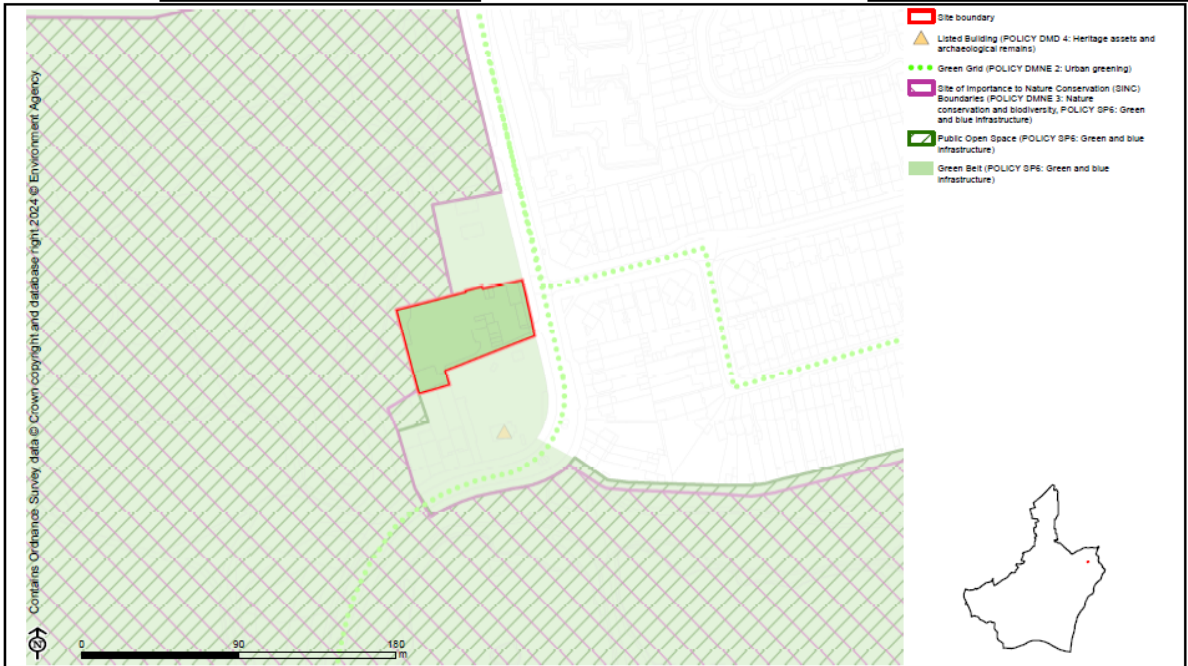 Site boundary
Listed Building (POLICY DMD 4: Heritage assets and
archaeological remains)
Green Grid (POLICY DMNE 2: Urban greening)
Site of Importance to Nature Conservation (SINC)
Boundaries (POLICY DMNE 3: Nature
conservation and biodiversity, POLICY SP6: Green
and blue infrastructure)
Public Open Space (POLICY SP6: Green and blue
infrastructure)
Green Belt (POLICY SP6: Green and blue
infrastructure)
Contains Ordnance Survey data © Crown copyright and database right 2024 © Environment Agency
N
0 90 180
m